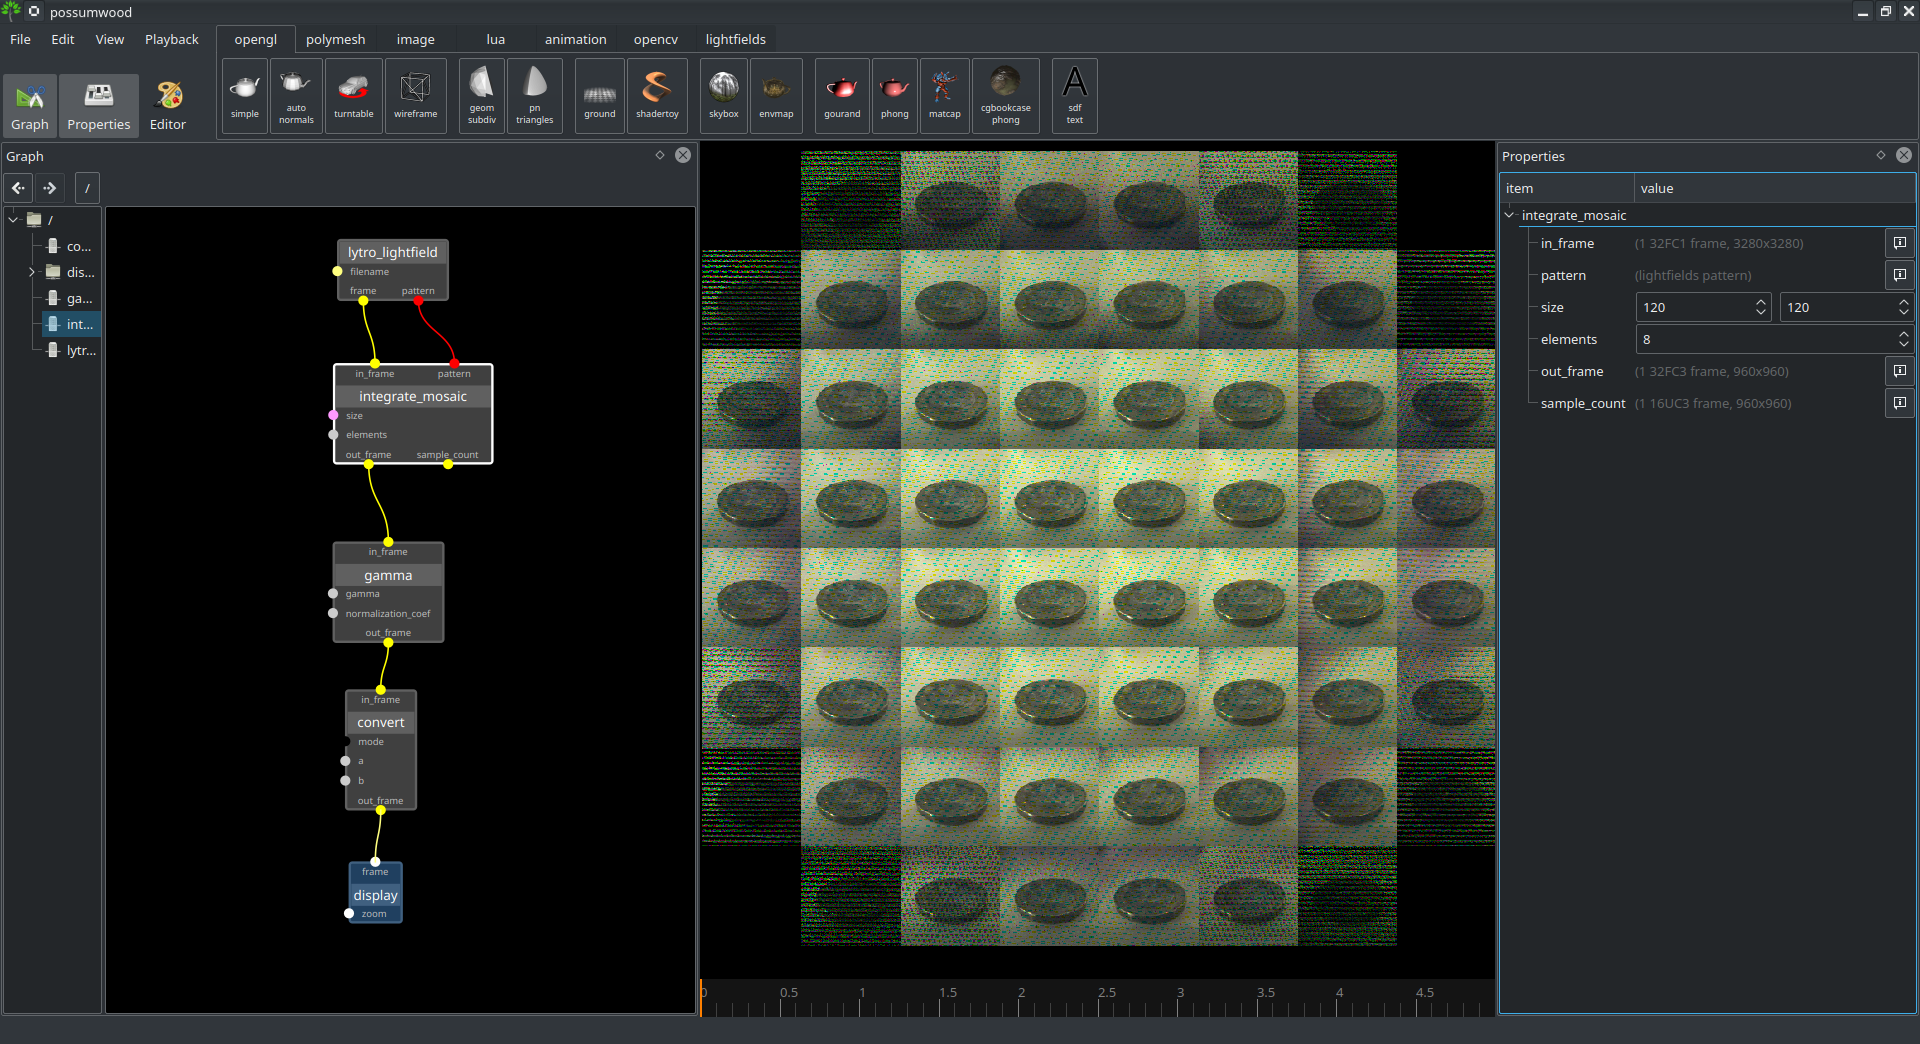 possumwood
File Edit View Playback
opengl polymesh image lua animation opencv lightfields
Graph Properties Editor
simple auto normals turntable wireframe geom subdiv pn triangles ground shadertoy skybox envmap gourand phong matcap cgbookcase phong sdf text
Graph
/
/
co...
dis...
ga...
int...
lytr...
lytro_lightfield
filename
frame pattern
in_frame pattern
integrate_mosaic
size
elements
out_frame sample_count
in_frame
gamma
gamma
normalization_coef
out_frame
in_frame
convert
mode
a
b
out_frame
frame
display
zoom
0 0.5 1 1.5 2 2.5 3 3.5 4 4.5
Properties
item value
integrate_mosaic
in_frame (1 32FC1 frame, 3280x3280)
pattern (lightfields pattern)
size 120 120
elements 8
out_frame (1 32FC3 frame, 960x960)
sample_count (1 16UC3 frame, 960x960)